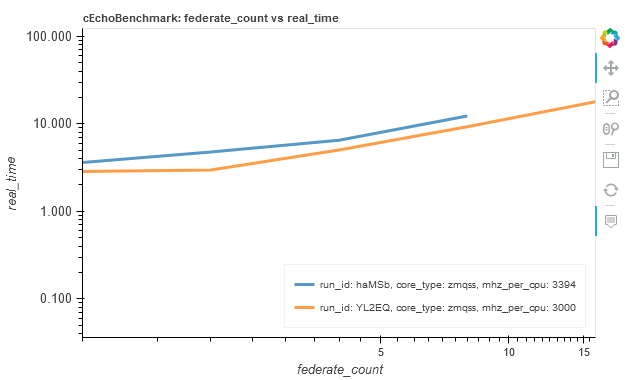 cEchoBenchmark: federate_count vs real_time
100.000
10.000
1.000
0.100
real_time
run_id: haMSb, core_type: zmqss, mhz_per_cpu: 3394
run_id: YL2EQ, core_type: zmqss, mhz_per_cpu: 3000
5
10
15
federate_count